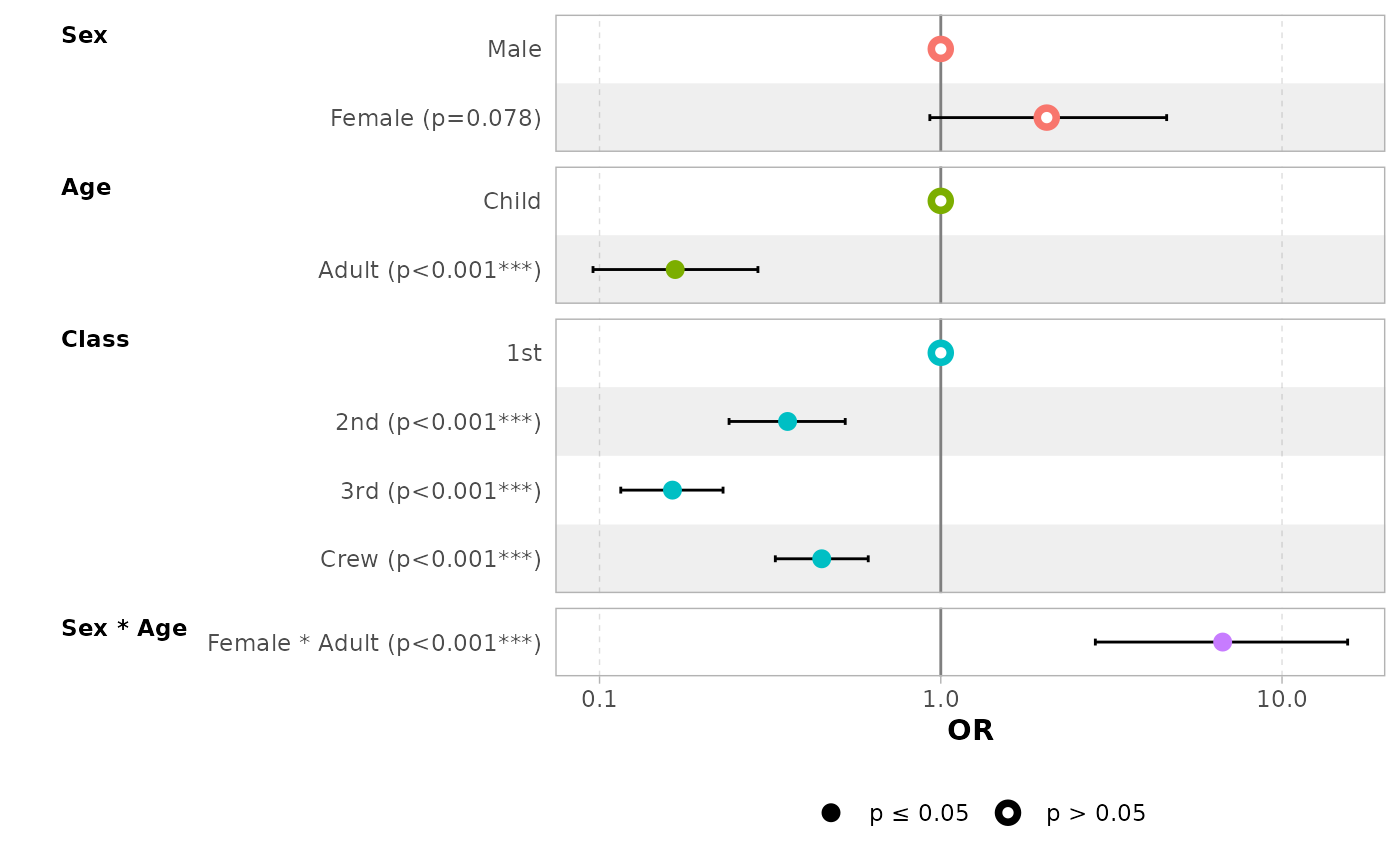 Sex
Male
Female (p=0.078)
Age
Child
Adult (p<0.001***)
Class
1st
2nd (p<0.001***)
3rd (p<0.001***)
Crew (p<0.001***)
Sex * Age
Female * Adult (p<0.001***)
0.1 1.0 10.0
OR
p ≤ 0.05 p > 0.05